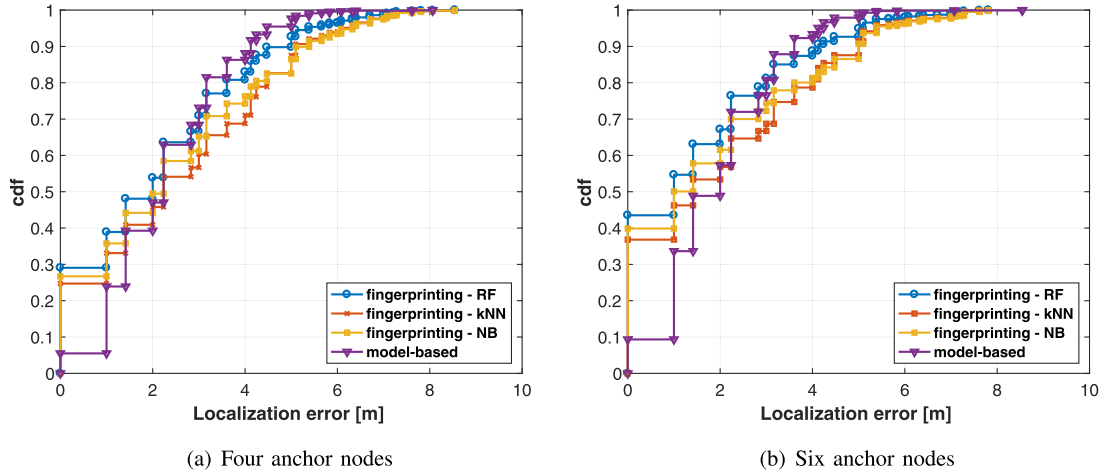 1
0.9
0.8
0.7
0.6
0.5
0.4
0.3
0.2
0.1
0
cdf
0 2 4 6 8 10
Localization error [m]
fingerprinting - RF
fingerprinting - kNN
fingerprinting - NB
model-based
(a) Four anchor nodes
1
0.9
0.8
0.7
0.6
0.5
0.4
0.3
0.2
0.1
0
cdf
0 2 4 6 8 10
Localization error [m]
fingerprinting - RF
fingerprinting - kNN
fingerprinting - NB
model-based
(b) Six anchor nodes